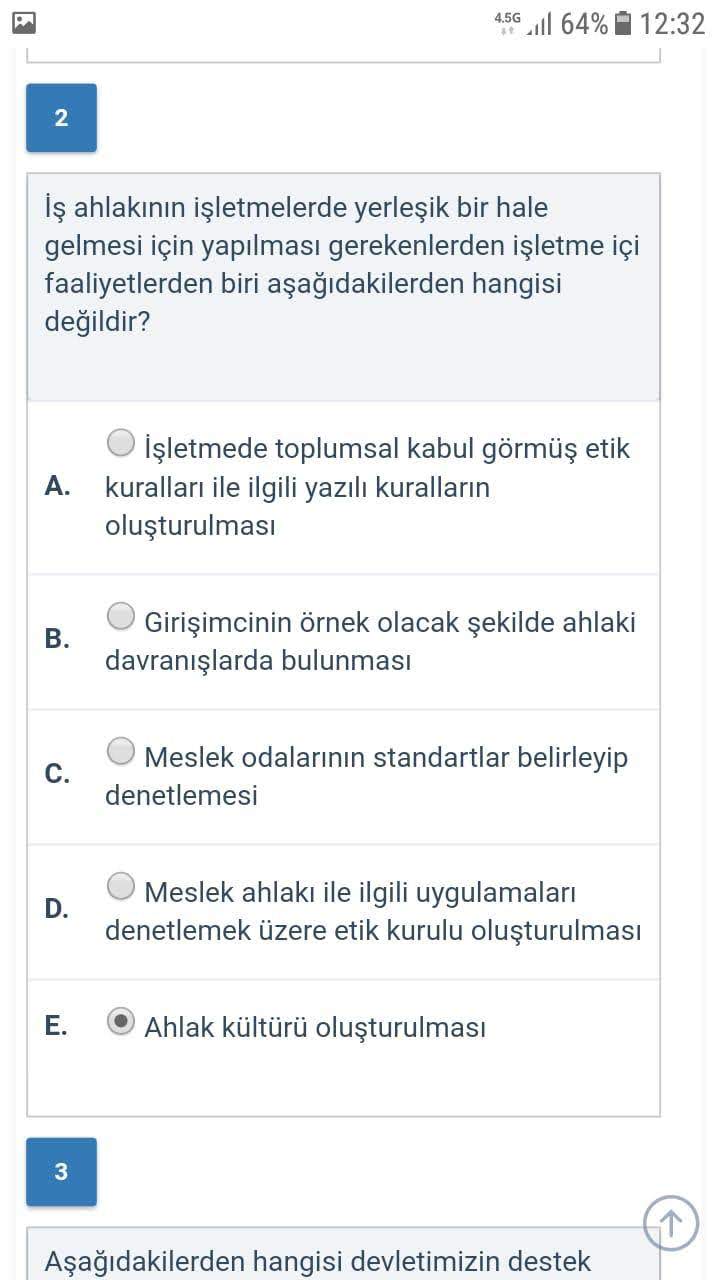 4.5G 64% 12:32
2
İş ahlakının işletmelerde yerleşik bir hale
gelmesi için yapılması gerekenlerden işletme içi
faaliyetlerden biri aşağıdakilerden hangisi
değildir?
A. İşletmede toplumsal kabul görmüş etik
kuralları ile ilgili yazılı kuralların
oluşturulması
B. Girişimcinin örnek olacak şekilde ahlaki
davranışlarda bulunması
C. Meslek odalarının standartlar belirleyip
denetlemesi
D. Meslek ahlakı ile ilgili uygulamaları
denetlemek üzere etik kurulu oluşturulması
E. Ahlak kültürü oluşturulması
3
Aşağıdakilerden hangisi devletimizin destek